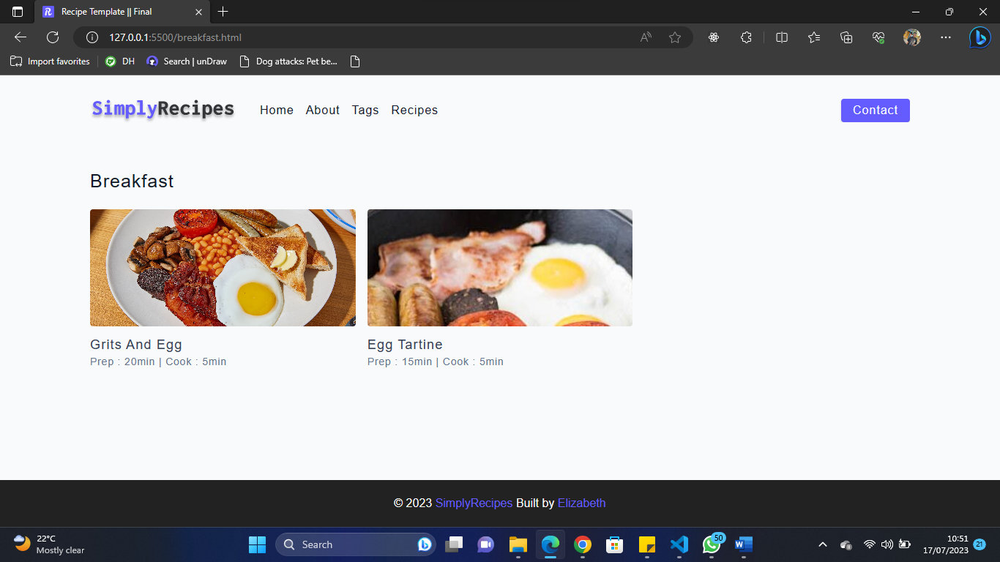 Recipe Template || Final
127.0.0.1:5500/breakfast.html
Import favorites
DH
Search | unDraw
Dog attacks: Pet be...
SimplyRecipes
Home
About
Tags
Recipes
Contact
Breakfast
Grits And Egg
Prep : 20min | Cook : 5min
Egg Tartine
Prep : 15min | Cook : 5min
© 2023 SimplyRecipes Built by Elizabeth
22°C
Mostly clear
Search
50
10:51
17/07/2023
21